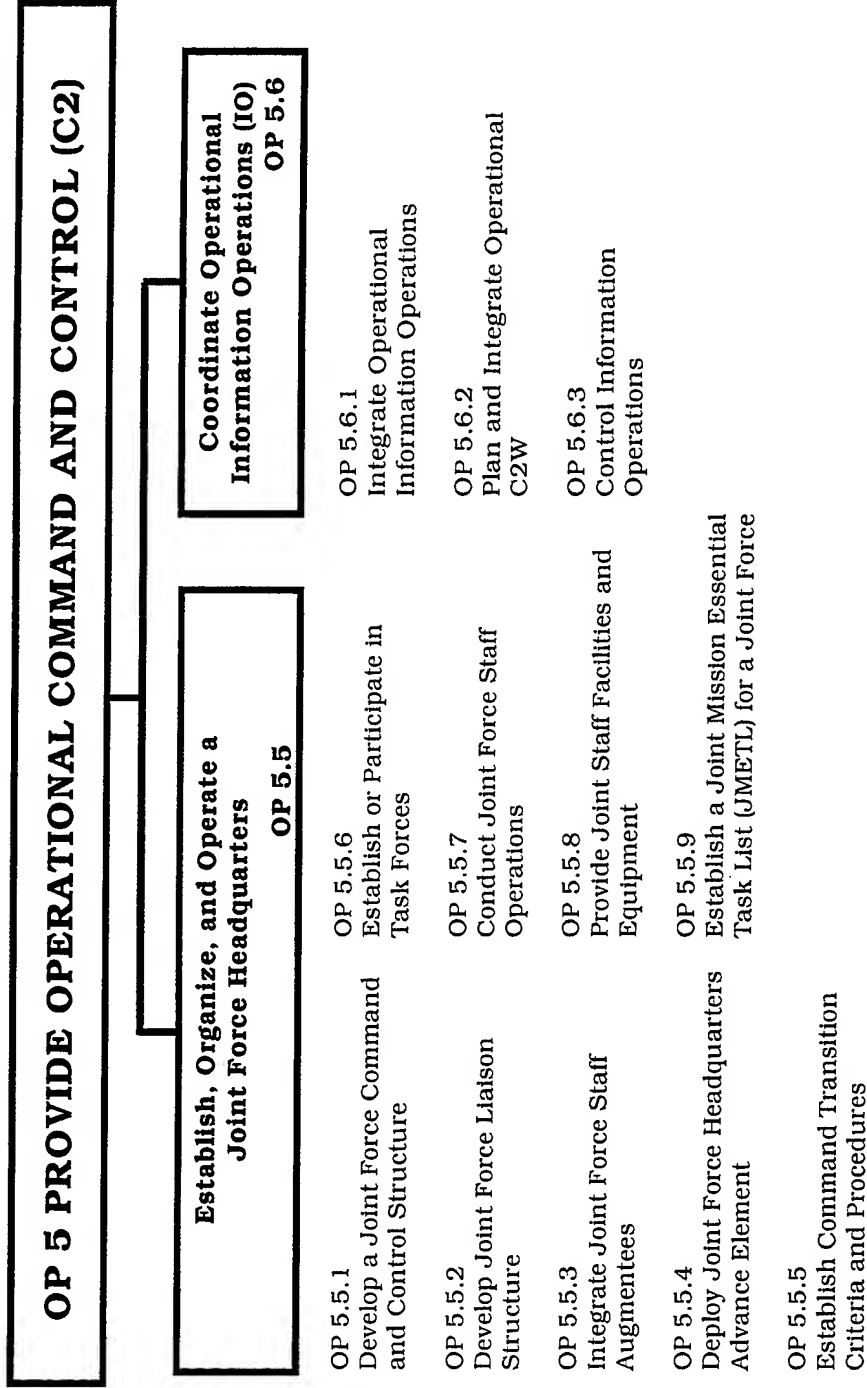 OP 5 PROVIDE OPERATIONAL COMMAND AND CONTROL (C2)
Establish, Organize, and Operate a
Joint Force Headquarters
OP 5.5
OP 5.5.1
Develop a Joint Force Command
and Control Structure
OP 5.5.2
Develop Joint Force Liaison
Structure
OP 5.5.3
Integrate Joint Force Staff
Augmentees
OP 5.5.4
Deploy Joint Force Headquarters
Advance Element
OP 5.5.5
Establish Command Transition
Criteria and Procedures
OP 5.5.6
Establish or Participate in
Task Forces
OP 5.5.7
Conduct Joint Force Staff
Operations
OP 5.5.8
Provide Joint Staff Facilities and
Equipment
OP 5.5.9
Establish a Joint Mission Essential
Task List (JMETL) for a Joint Force
Coordinate Operational
Information Operations (IO)
OP 5.6
OP 5.6.1
Integrate Operational
Information Operations
OP 5.6.2
Plan and Integrate Operational
C2W
OP 5.6.3
Control Information
Operations